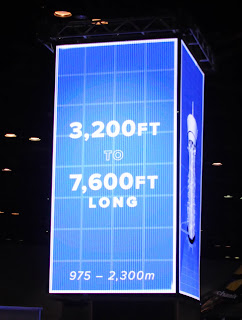 3,200FT
TO
7,600FT
LONG
975 – 2,300m